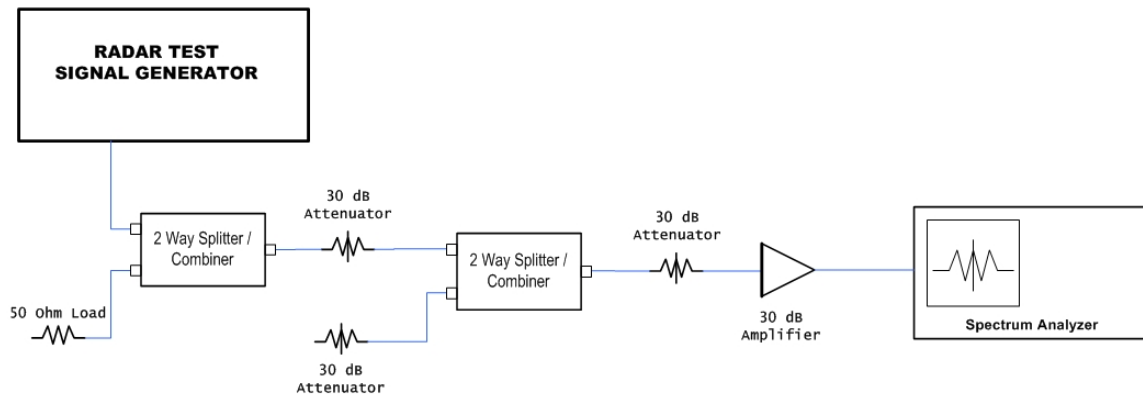 RADAR TEST
SIGNAL GENERATOR
30 dB
Attenuator
30 dB
Attenuator
2 Way Splitter /
Combiner
2 Way Splitter /
Combiner
50 Ohm Load
30 dB
Amplifier
Spectrum Analyzer
30 dB
Attenuator